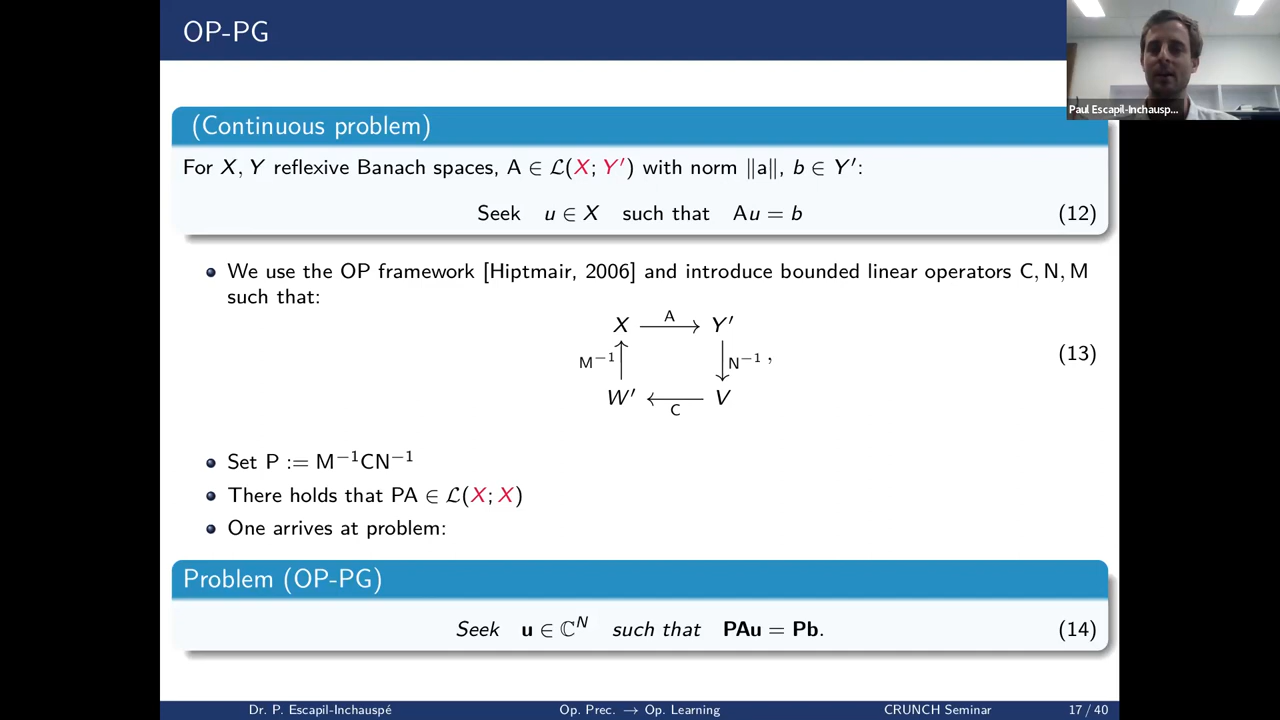 OP-PG
Paul Escapil-Inchausp...
(Continuous problem)
For X, Y reflexive Banach spaces, A ∈ ℒ(X; Y′) with norm ‖a‖, b ∈ Y′:
Seek u ∈ X such that Au = b (12)
We use the OP framework [Hiptmair, 2006] and introduce bounded linear operators C, N, M
such that:
X A Y′
M⁻¹ N⁻¹ , (13)
W′ C V
Set P := M⁻¹CN⁻¹
There holds that PA ∈ ℒ(X; X)
One arrives at problem:
Problem (OP-PG)
Seek u ∈ ℂᴺ such that PAu = Pb. (14)
Dr. P. Escapil-Inchauspé Op. Prec. → Op. Learning CRUNCH Seminar 17 / 40